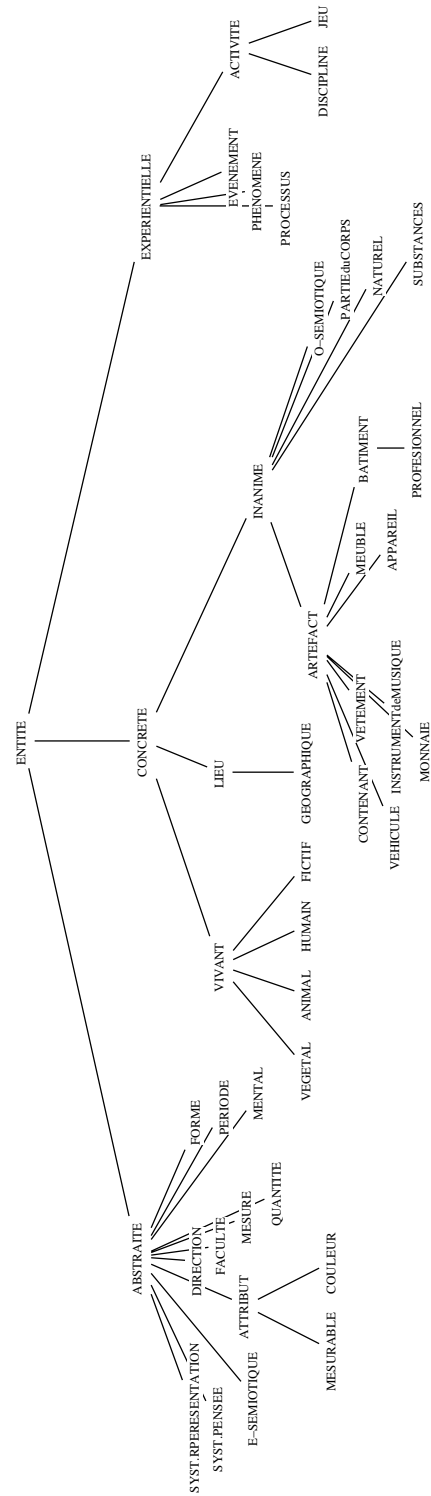 ENTITE
ABSTRAITE
CONCRETE
EXPERIENTIELLE
SYST.RPERESENTATION
SYST.PENSEE
E–SEMIOTIQUE
ATTRIBUT
DIRECTION
FACULTE
MESURE
QUANTITE
FORME
PERIODE
MENTAL
MESURABLE
COULEUR
VIVANT
LIEU
INANIME
VEGETAL
ANIMAL
HUMAIN
FICTIF
GEOGRAPHIQUE
ARTEFACT
O–SEMIOTIQUE
PARTIEduCORPS
NATUREL
SUBSTANCES
VEHICULE
CONTENANT
VETEMENT
INSTRUMENTdeMUSIQUE
MONNAIE
MEUBLE
APPAREIL
BATIMENT
PROFESIONNEL
EVENEMENT
PHENOMENE
PROCESSUS
ACTIVITE
DISCIPLINE
JEU